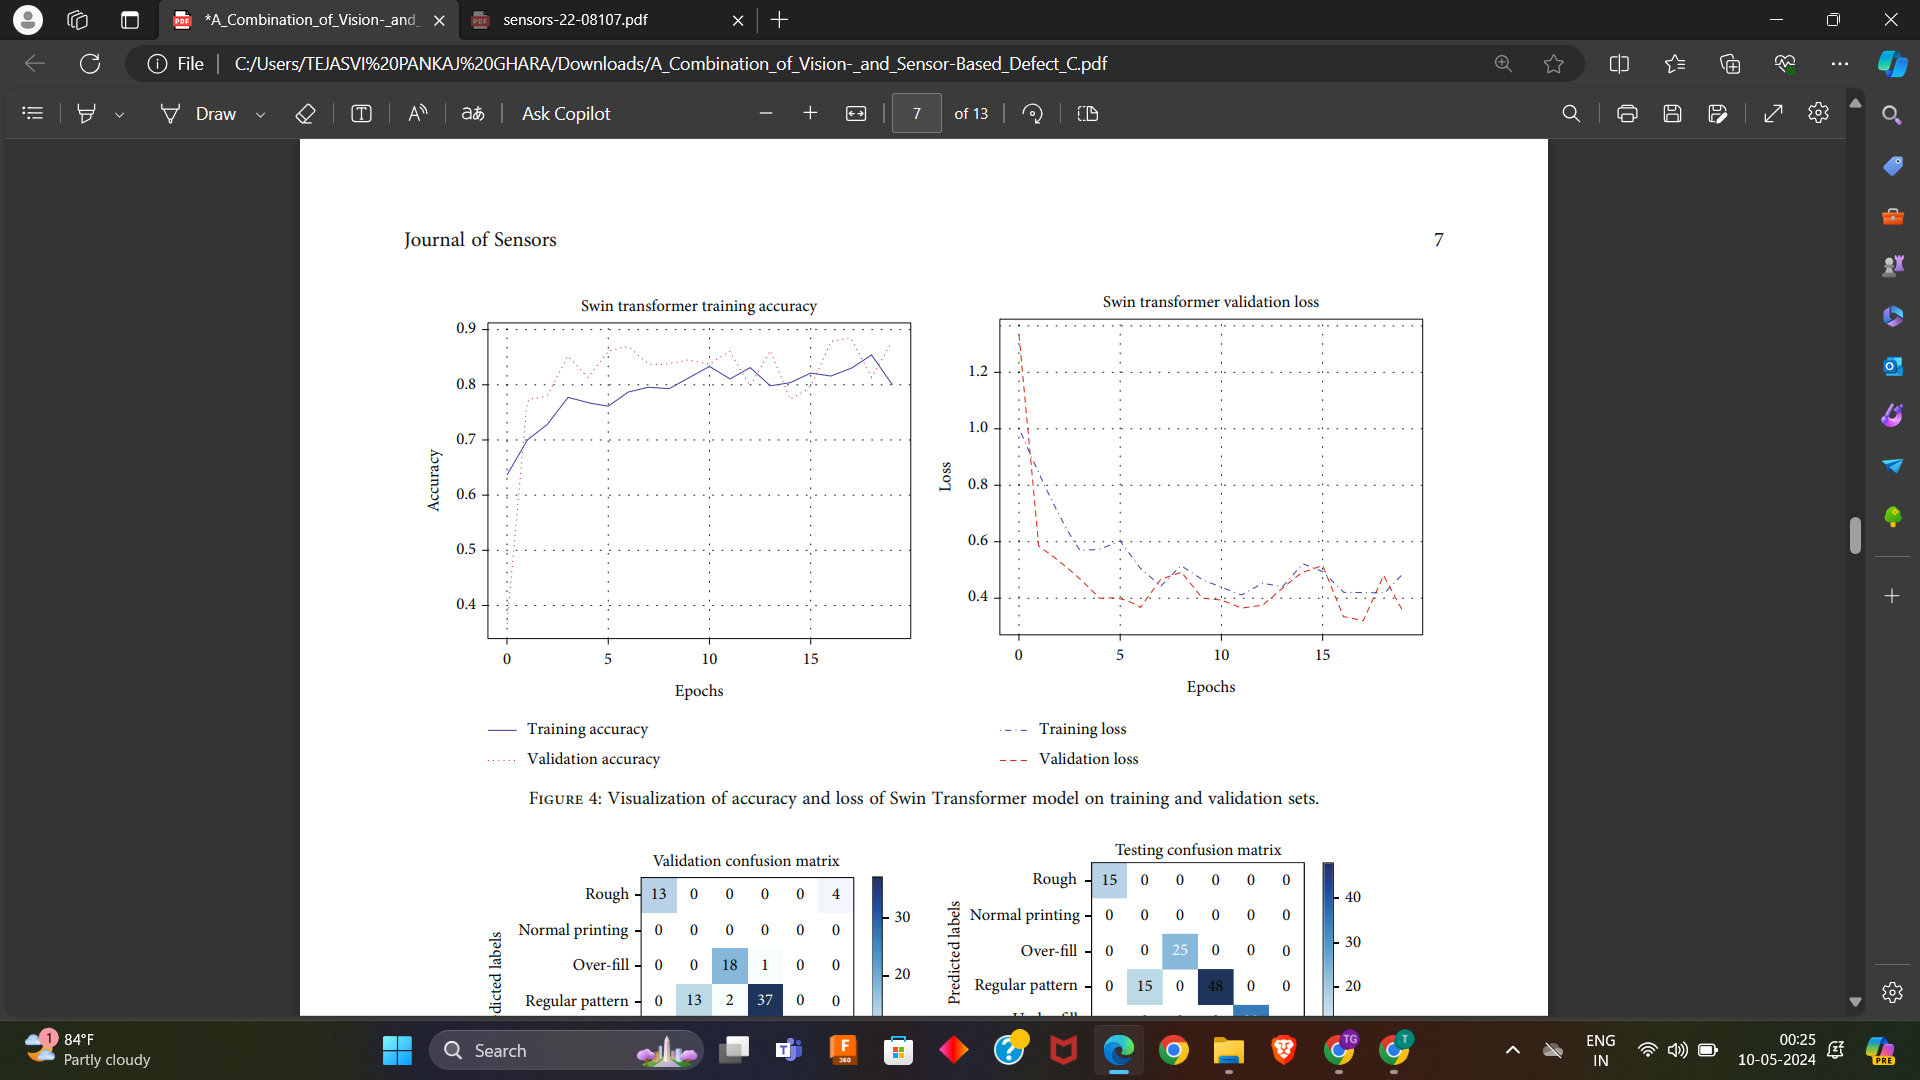 *A_Combination_of_Vision-_and_
sensors-22-08107.pdf
File
C:/Users/TEJASVI%20PANKAJ%20GHARA/Downloads/A_Combination_of_Vision-_and_Sensor-Based_Defect_C.pdf
Draw
aあ
Ask Copilot
7
of 13
Journal of Sensors
7
Swin transformer training accuracy
0.9
0.8
0.7
0.6
0.5
0.4
Accuracy
0 5 10 15
Epochs
Training accuracy
Validation accuracy
Swin transformer validation loss
1.2
1.0
0.8
0.6
0.4
Loss
0 5 10 15
Epochs
Training loss
Validation loss
FIGURE 4: Visualization of accuracy and loss of Swin Transformer model on training and validation sets.
Validation confusion matrix
Rough 13 0 0 0 0 4
Normal printing 0 0 0 0 0 0
Over-fill 0 0 18 1 0 0
Regular pattern 0 13 2 37 0 0
30
20
Testing confusion matrix
Predicted labels
Rough 15 0 0 0 0 0
Normal printing 0 0 0 0 0 0
Over-fill 0 0 25 0 0 0
Regular pattern 0 15 0 48 0 0
40
30
20
1
84°F
Partly cloudy
Search
F
360
TG
T
ENG
IN
00:25
10-05-2024
PRE